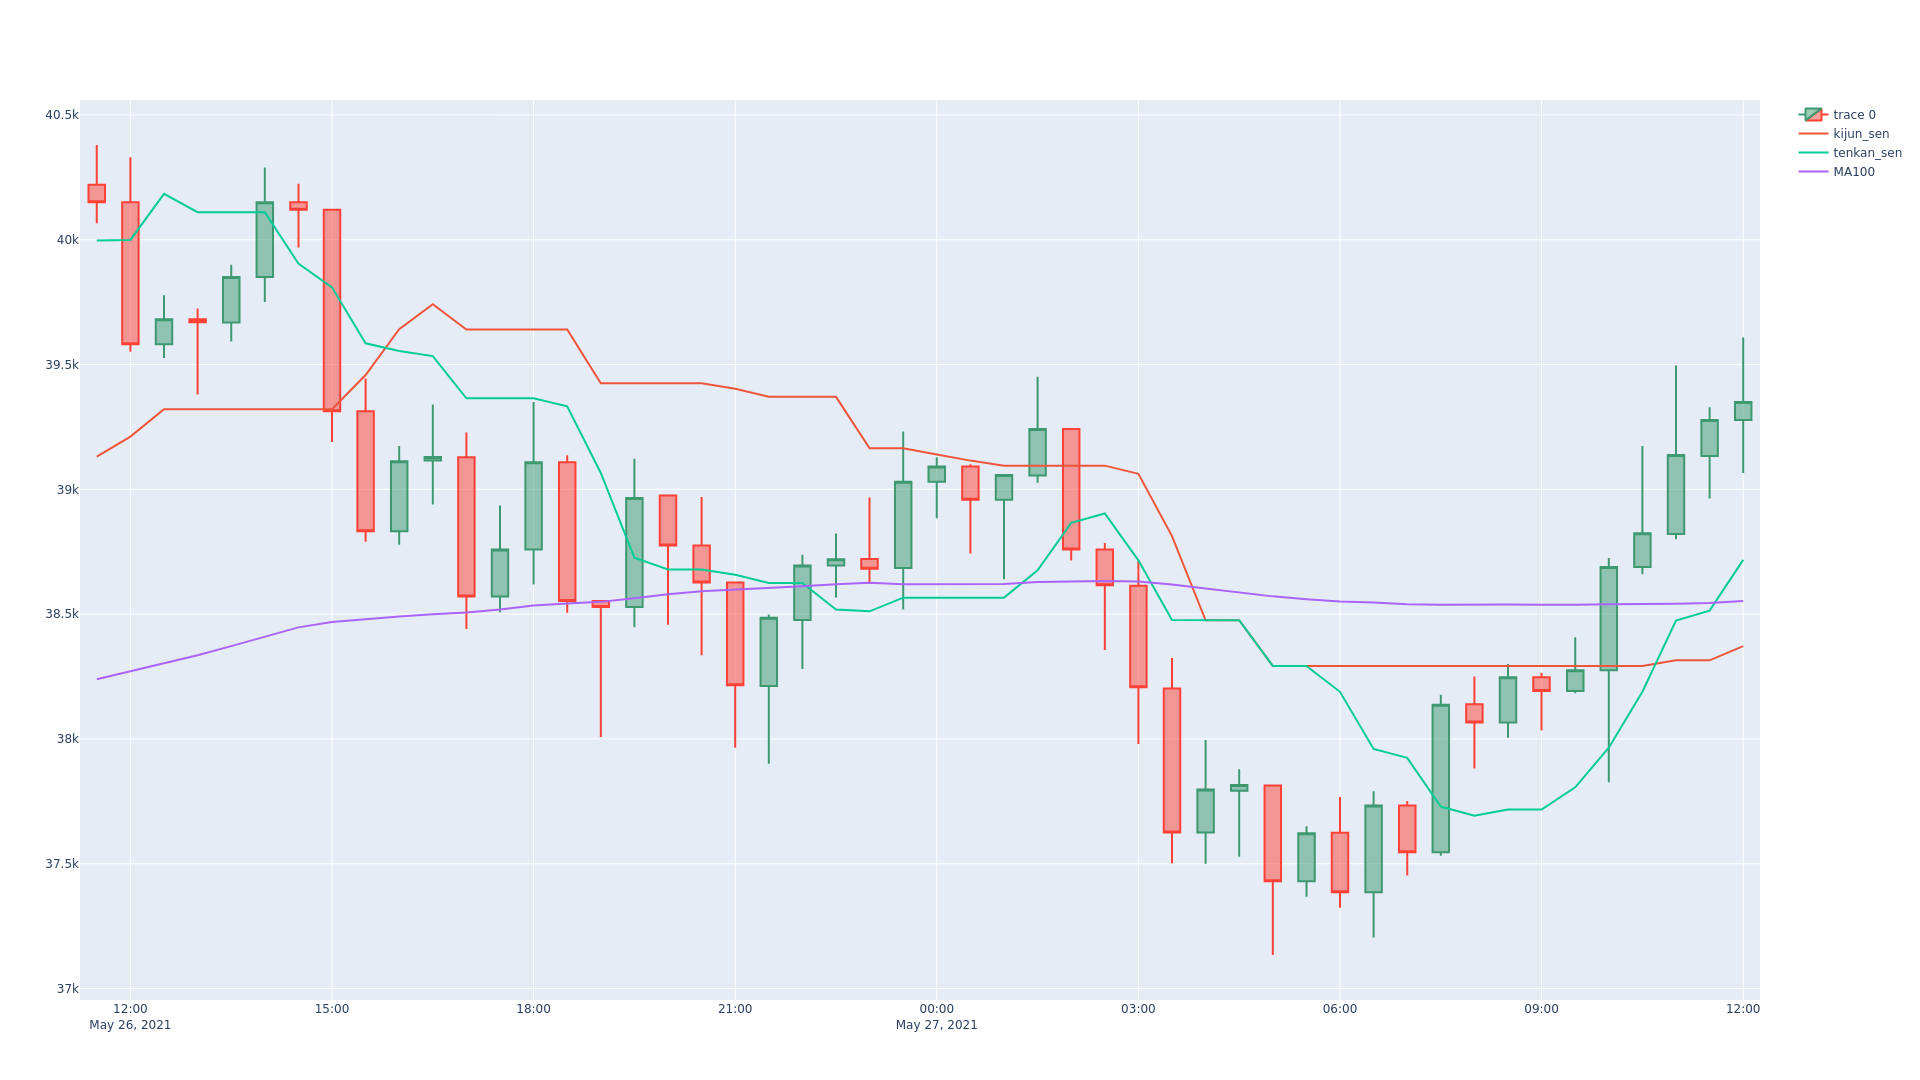 40.5k
40k
39.5k
39k
38.5k
38k
37.5k
37k
12:00
May 26, 2021
15:00
18:00
21:00
00:00
May 27, 2021
03:00
06:00
09:00
12:00
trace 0
kijun_sen
tenkan_sen
MA100